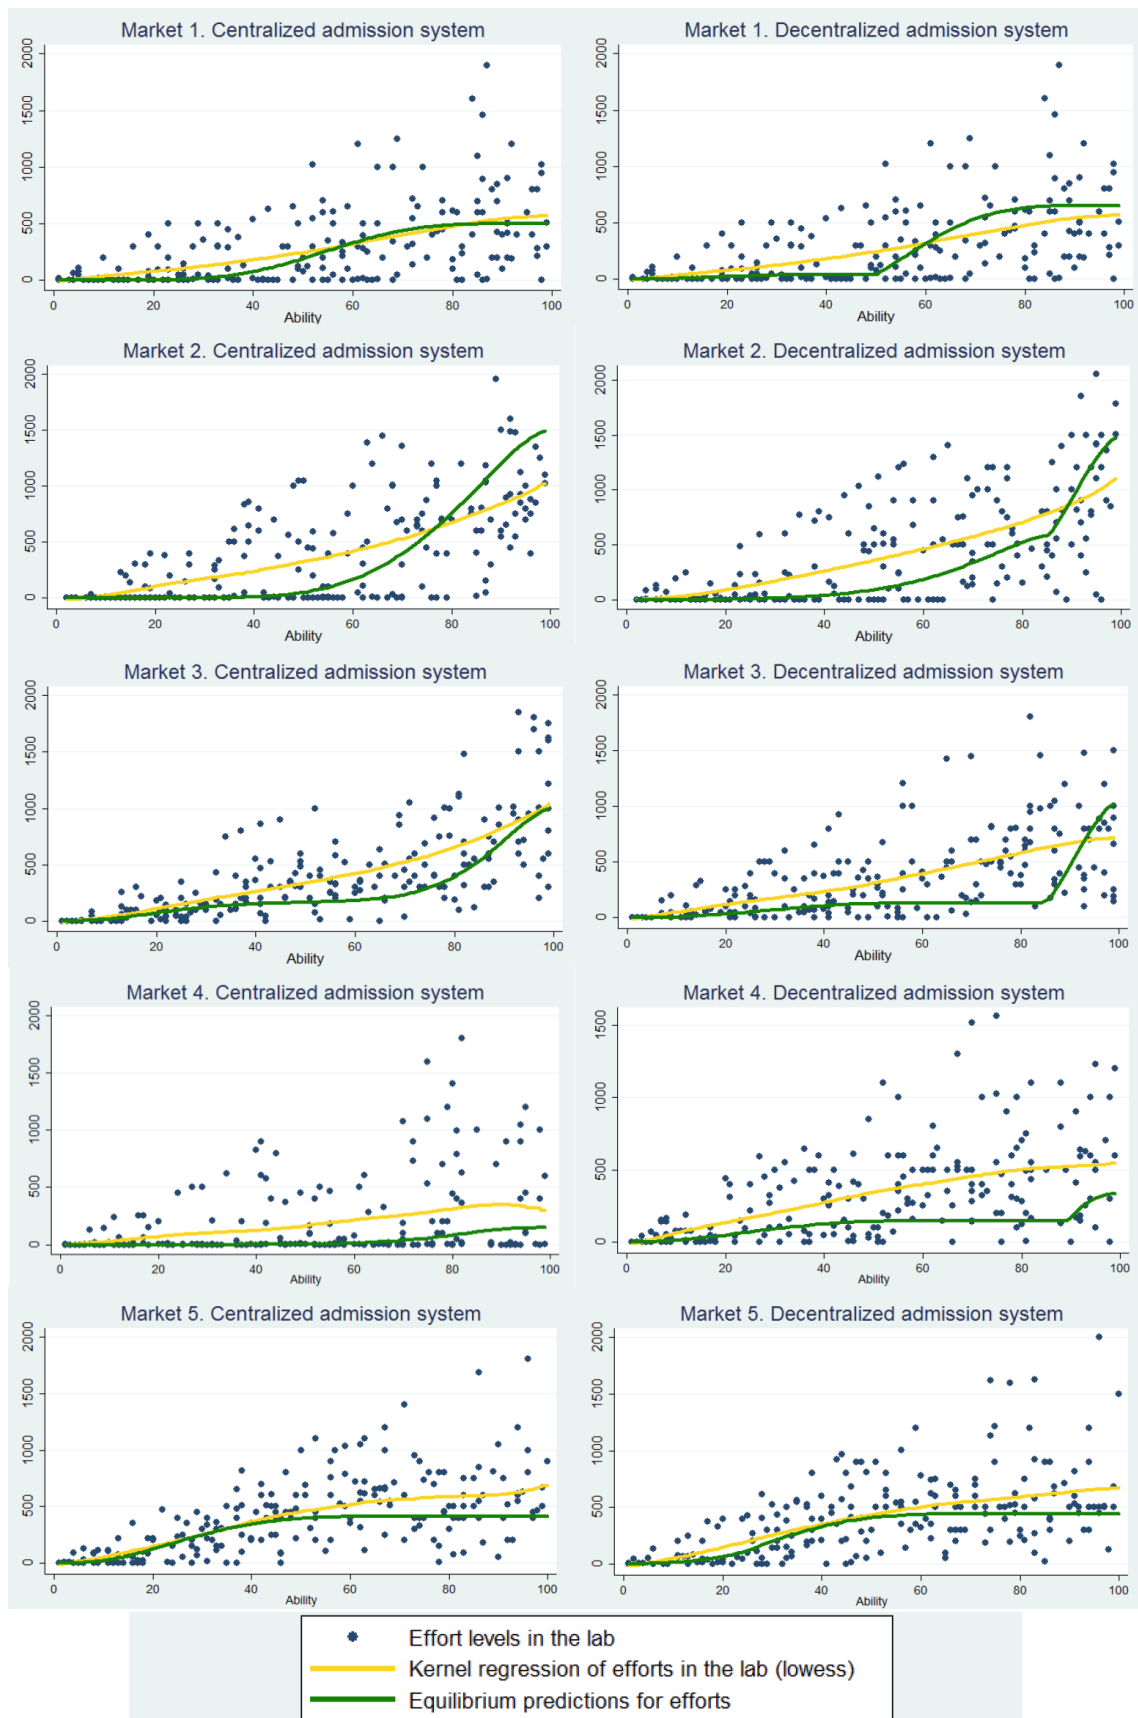 Market 1. Centralized admission system
2000
1500
1000
500
0
0 20 40 60 80 100
Ability
Market 1. Decentralized admission system
2000
1500
1000
500
0
0 20 40 60 80 100
Ability
Market 2. Centralized admission system
2000
1500
1000
500
0
0 20 40 60 80 100
Ability
Market 2. Decentralized admission system
2000
1500
1000
500
0
0 20 40 60 80 100
Ability
Market 3. Centralized admission system
2000
1500
1000
500
0
0 20 40 60 80 100
Ability
Market 3. Decentralized admission system
2000
1500
1000
500
0
0 20 40 60 80 100
Ability
Market 4. Centralized admission system
2000
1500
1000
500
0
0 20 40 60 80 100
Ability
Market 4. Decentralized admission system
1500
1000
500
0
0 20 40 60 80 100
Ability
Market 5. Centralized admission system
2000
1500
1000
500
0
0 20 40 60 80 100
Ability
Market 5. Decentralized admission system
2000
1500
1000
500
0
0 20 40 60 80 100
Ability
Effort levels in the lab
Kernel regression of efforts in the lab (lowess)
Equilibrium predictions for efforts